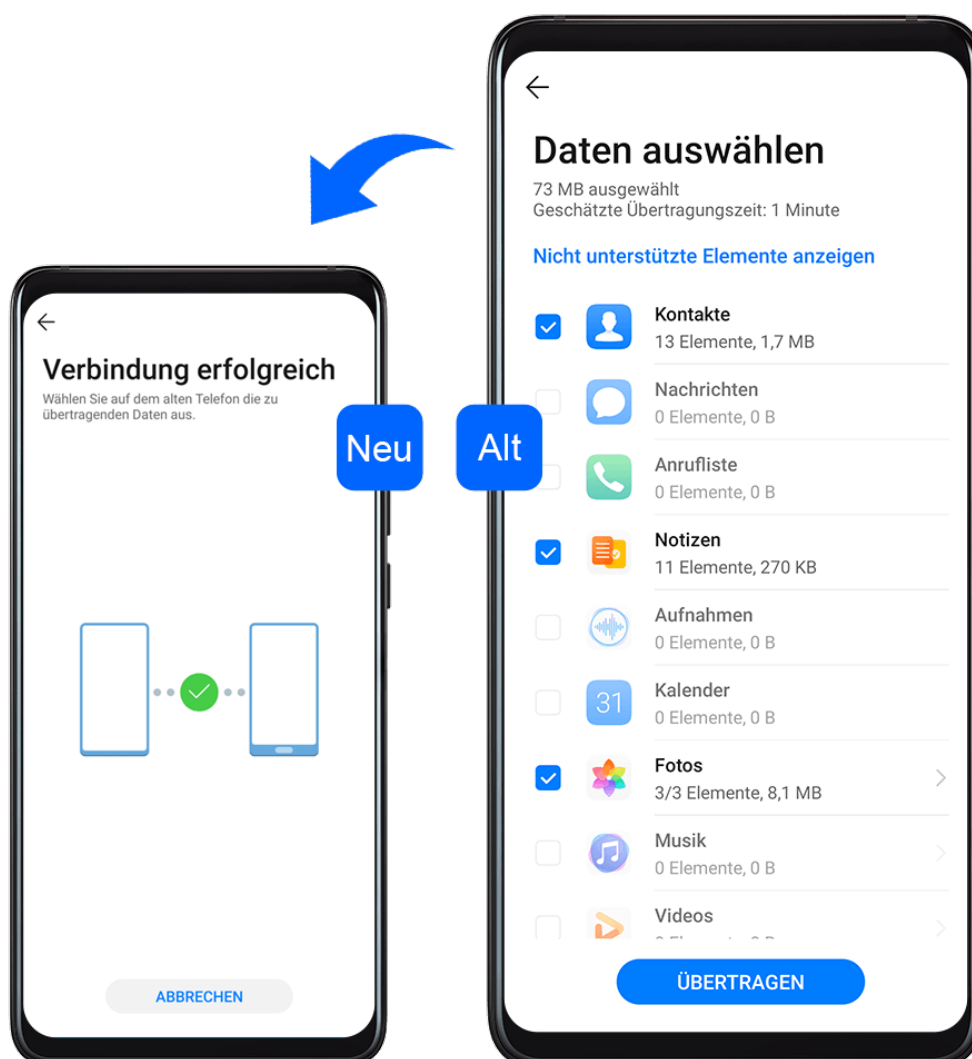 Verbindung erfolgreich
Wählen Sie auf dem alten Telefon die zu
übertragenden Daten aus.
ABBRECHEN
Neu
Alt
Daten auswählen
73 MB ausgewählt
Geschätzte Übertragungszeit: 1 Minute
Nicht unterstützte Elemente anzeigen
Kontakte
13 Elemente, 1,7 MB
Nachrichten
0 Elemente, 0 B
Anrufliste
0 Elemente, 0 B
Notizen
11 Elemente, 270 KB
Aufnahmen
0 Elemente, 0 B
31
Kalender
0 Elemente, 0 B
Fotos
3/3 Elemente, 8,1 MB
Musik
0 Elemente, 0 B
Videos
ÜBERTRAGEN